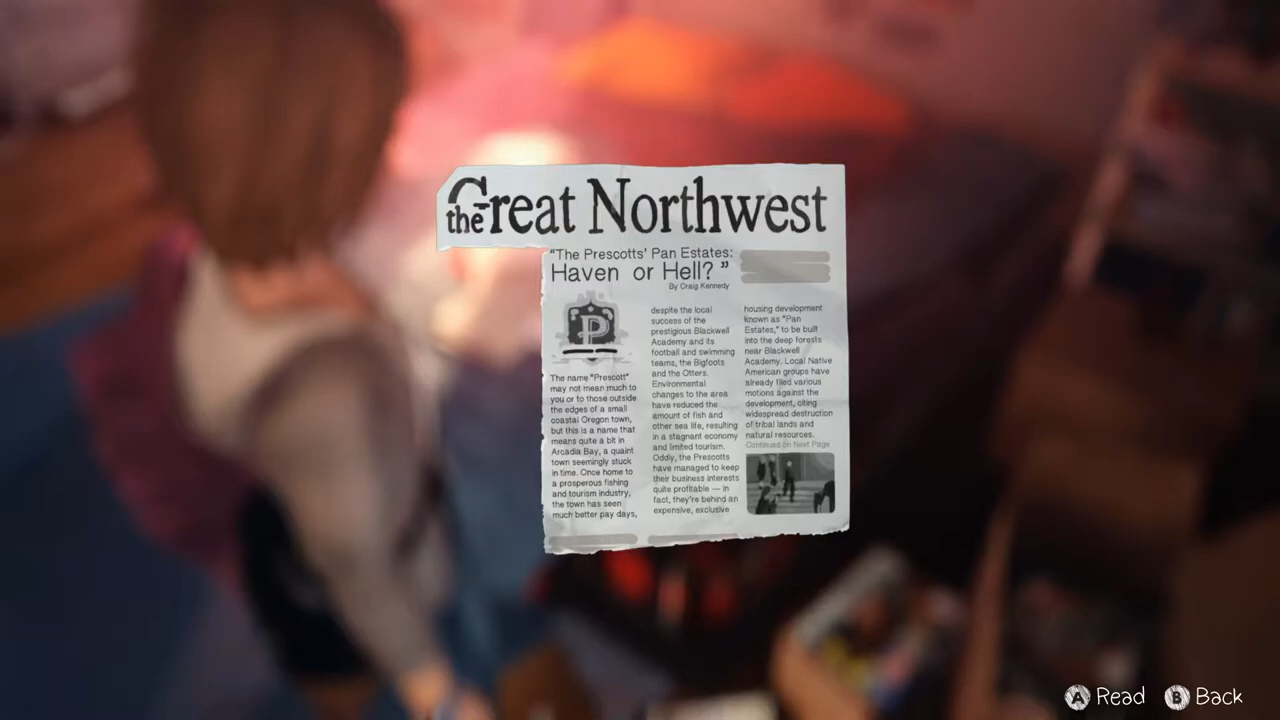 the Great Northwest
"The Prescotts' Pan Estates:
Haven or Hell?"
By Craig Kennedy
P
The name "Prescott"
may not mean much to
you or to those outside
the edges of a small
coastal Oregon town,
but this is a name that
means quite a bit in
Arcadia Bay, a quaint
town seemingly stuck
in time. Once home to
a prosperous fishing
and tourism industry,
the town has seen
much better pay days,
despite the local
success of the
prestigious Blackwell
Academy and its
football and swimming
teams, the Bigfoots
and the Otters.
Environmental
changes to the area
have reduced the
amount of fish and
other sea life, resulting
in a stagnant economy
and limited tourism.
Oddly, the Prescotts
have managed to keep
their business interests
quite profitable — in
fact, they're behind an
expensive, exclusive
housing development
known as "Pan
Estates," to be built
into the deep forests
near Blackwell
Academy. Local Native
American groups have
already filed various
motions against the
development, citing
widespread destruction
of tribal lands and
natural resources.
Continued on Next Page
A Read B Back